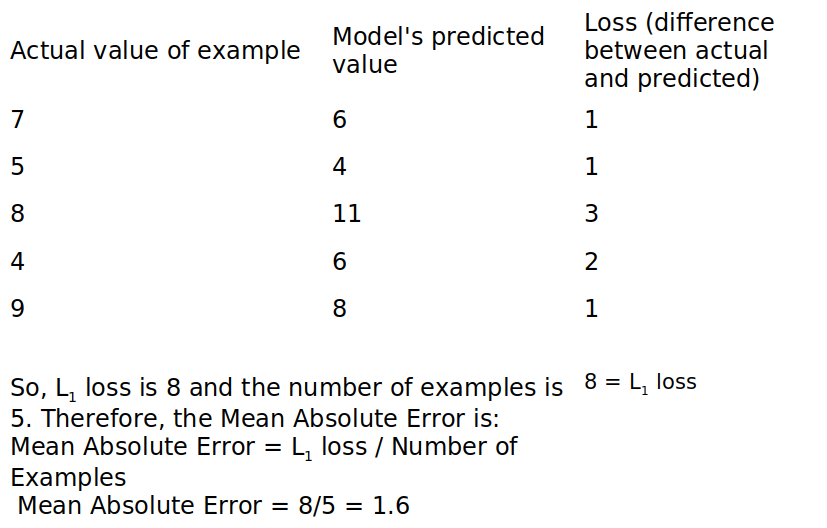 Actual value of example
Model's predicted
value
Loss (difference
between actual
and predicted)
7 6 1
5 4 1
8 11 3
4 6 2
9 8 1
So, L₁ loss is 8 and the number of examples is
5. Therefore, the Mean Absolute Error is:
Mean Absolute Error = L₁ loss / Number of
Examples
Mean Absolute Error = 8/5 = 1.6
8 = L₁ loss